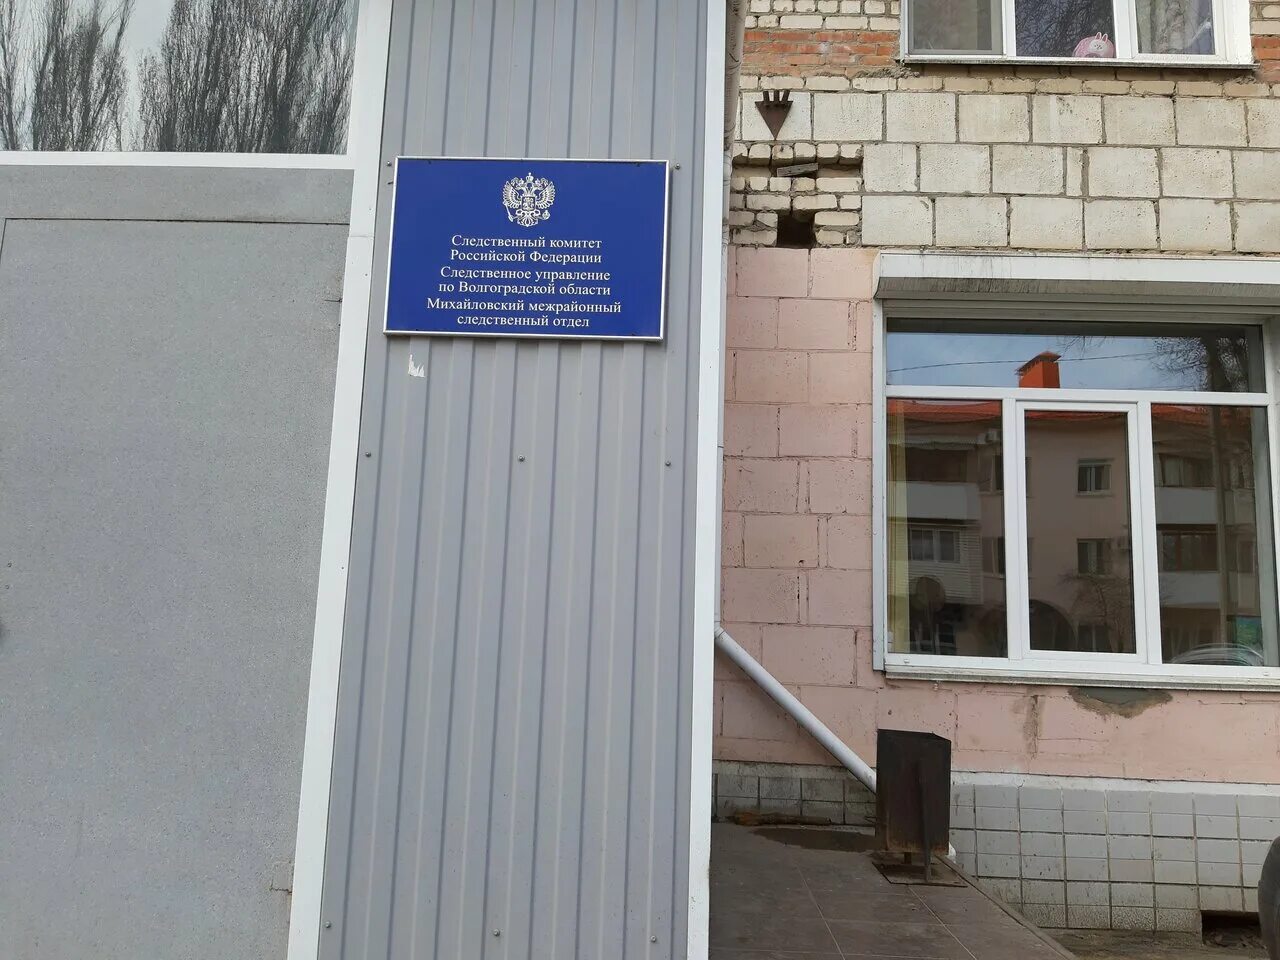 Следственный комитет
Российской Федерации
Следственное управление
по Волгоградской области
Михайловский межрайонный
следственный отдел